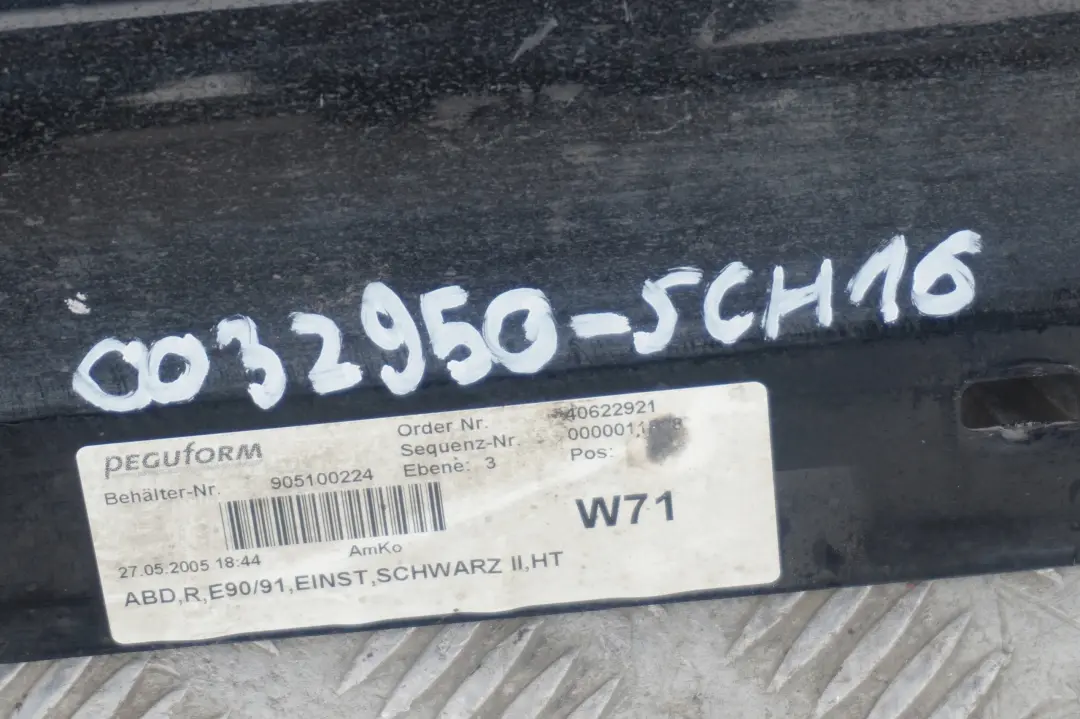 0032950-SCH16
peguform
Order Nr. 40622921
Sequenz-Nr.
Behälter-Nr. 905100224
Ebene: 3
Pos:
W71
AmKo
27.05.2005 18:44
ABD,R,E90/91,EINST,SCHWARZ II,HT